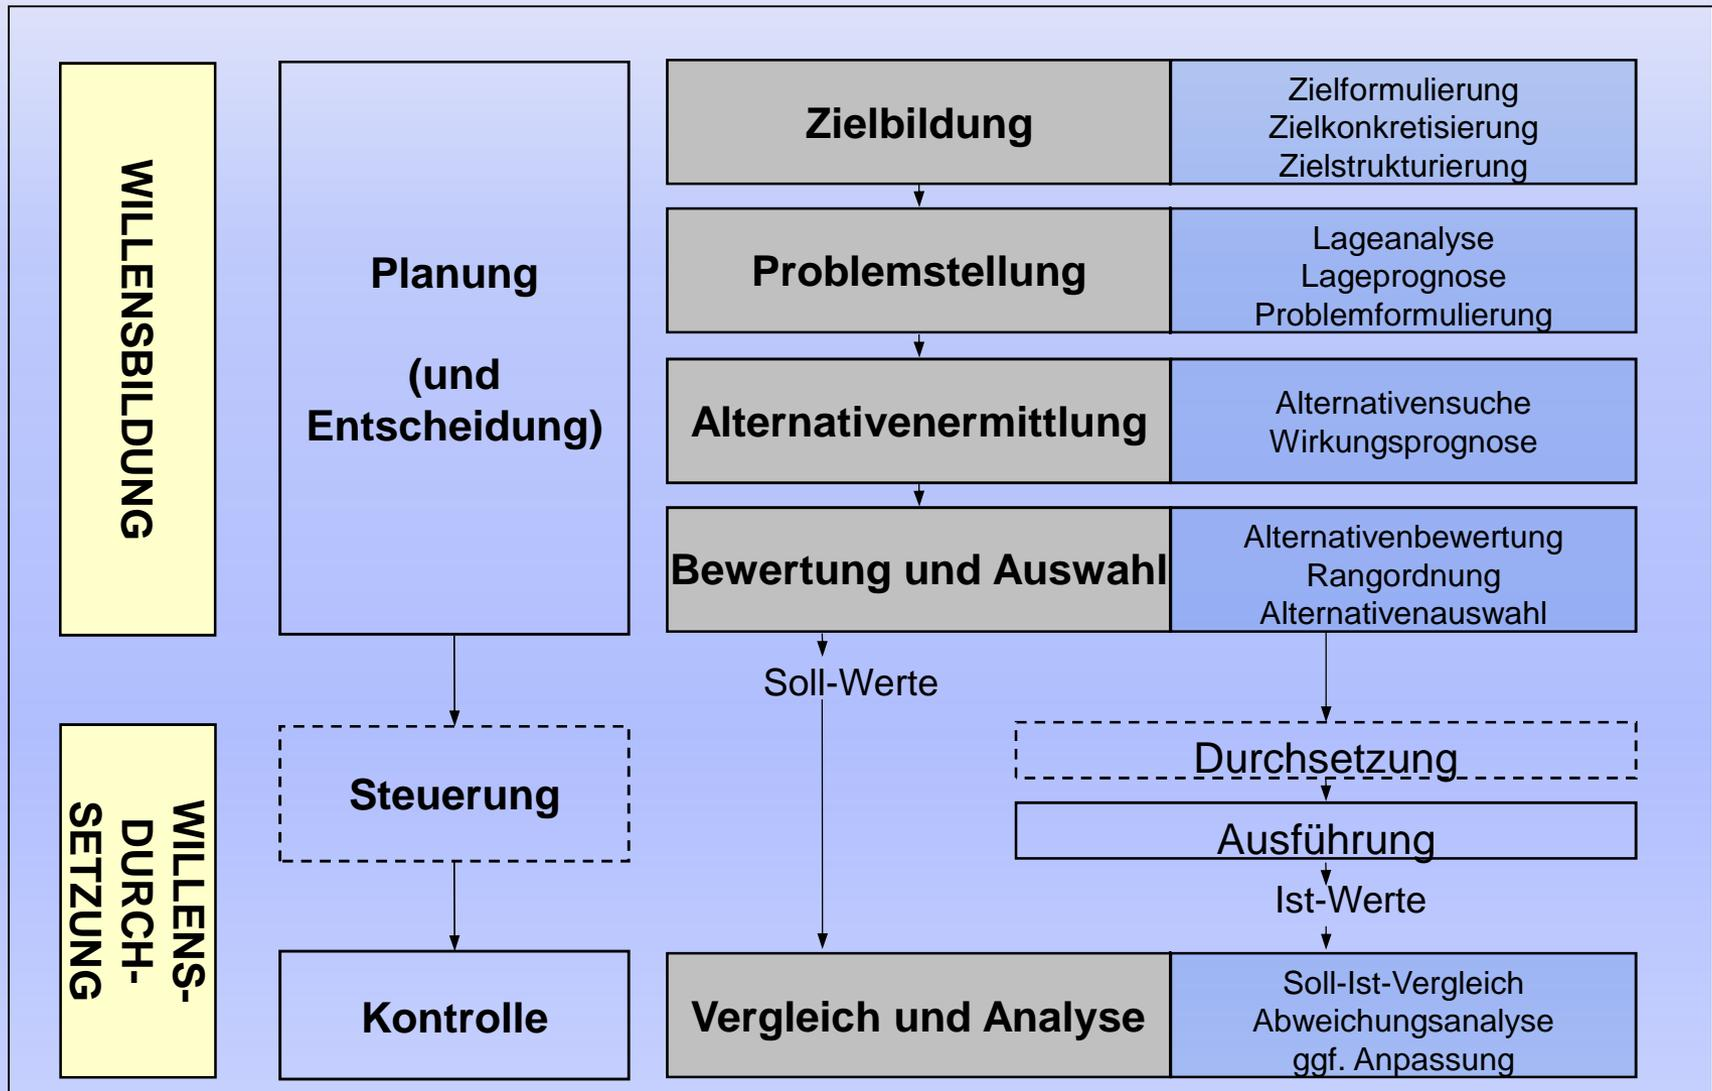 WILLENSBILDUNG
Planung
(und
Entscheidung)
Zielbildung
Zielformulierung
Zielkonkretisierung
Zielstrukturierung
Problemstellung
Lageanalyse
Lageprognose
Problemformulierung
Alternativenermittlung
Alternativensuche
Wirkungsprognose
Bewertung und Auswahl
Alternativenbewertung
Rangordnung
Alternativenauswahl
Soll-Werte
WILLENS-
DURCH-
SETZUNG
Steuerung
Durchsetzung
Ausführung
Ist-Werte
Kontrolle
Vergleich und Analyse
Soll-Ist-Vergleich
Abweichungsanalyse
ggf. Anpassung